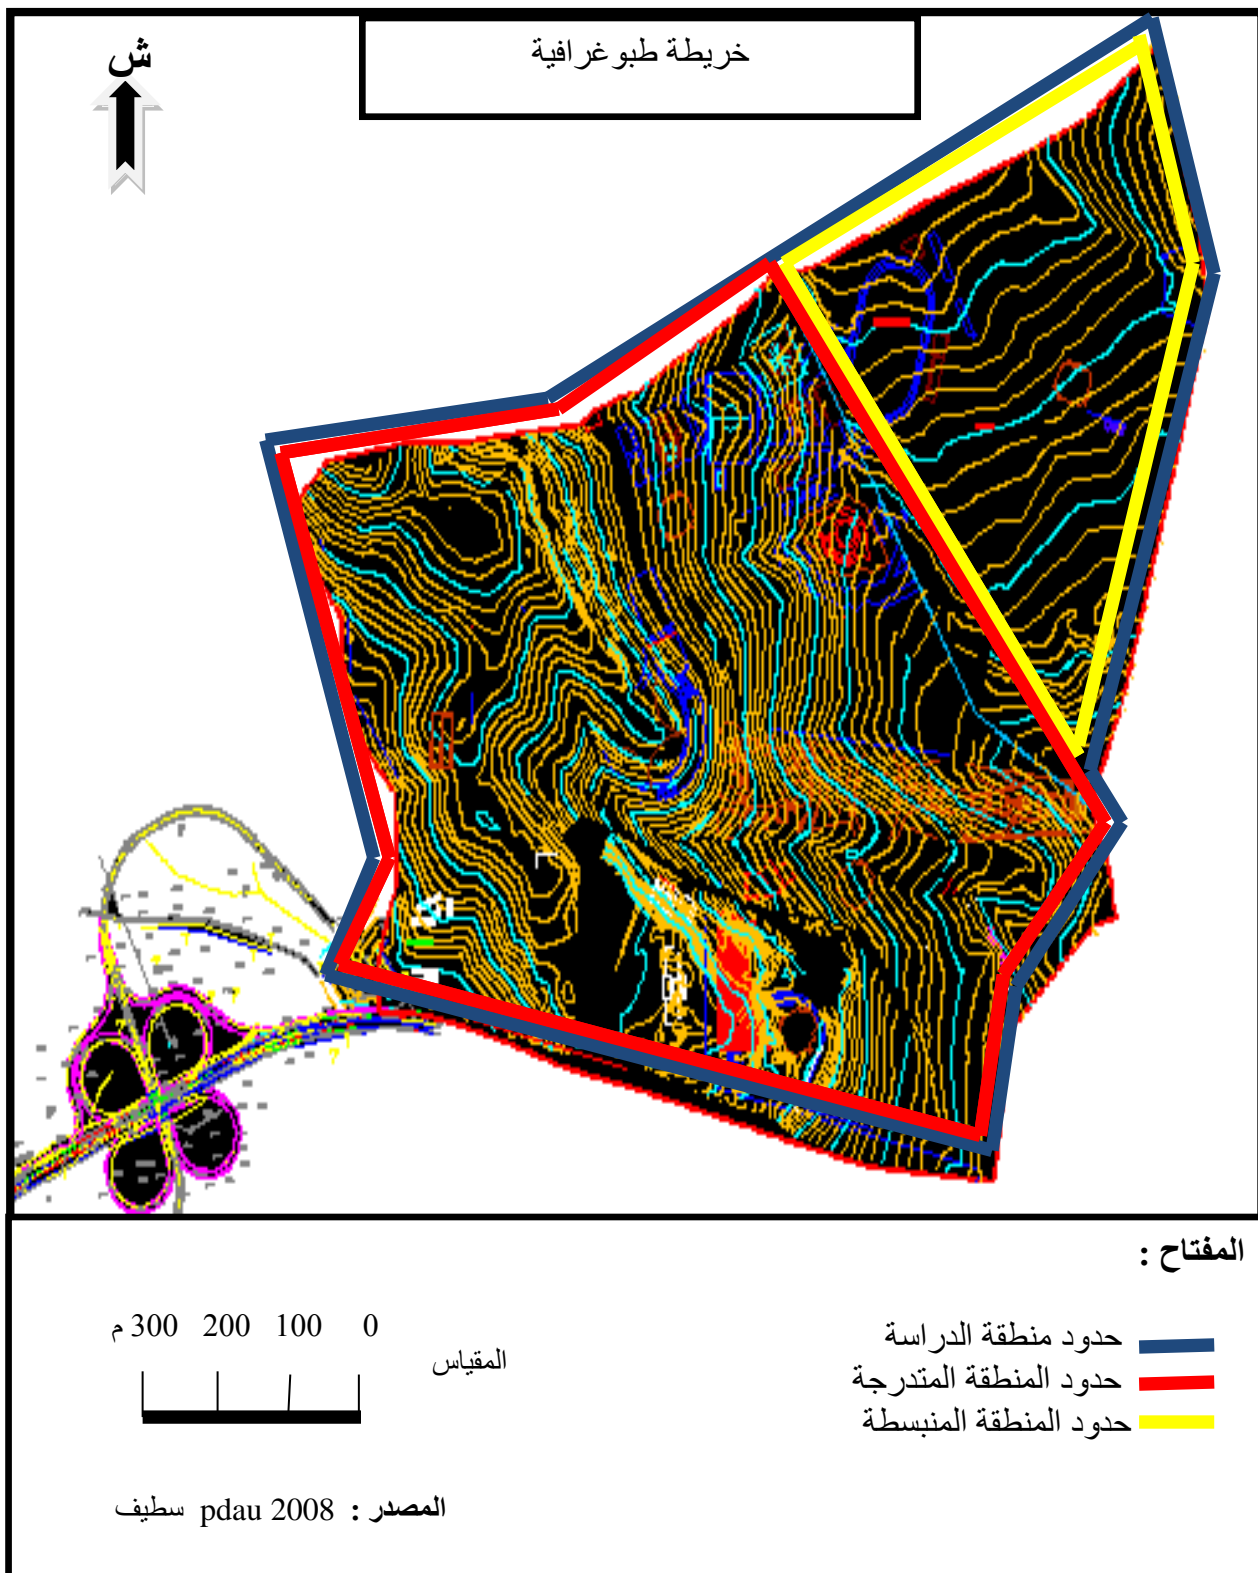 خريطة طبوغرافية
ش
المفتاح :
حدود منطقة الدراسة
حدود المنطقة المتدرجة
حدود المنطقة المنبسطة
300 م 200 100 0
المقياس
المصدر : pdau 2008 سطيف